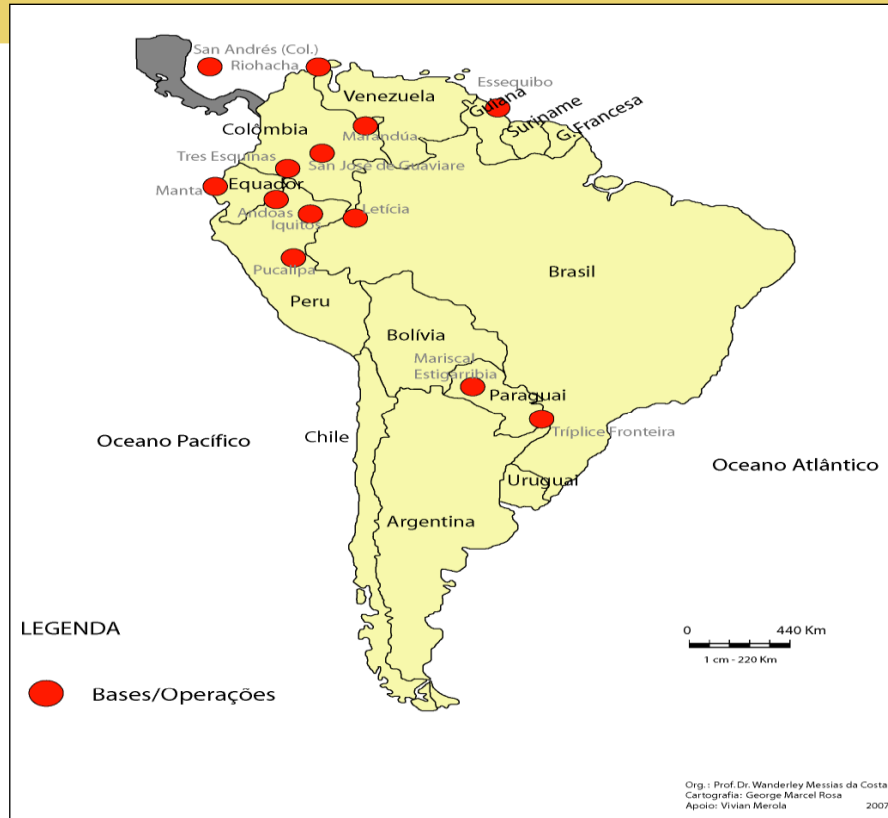 San Andrés (Col.)
Riohacha
Essequibo
Venezuela
Guiana
Suriname
G. Francesa
Colômbia
Marandúa
Tres Esquinas
San José de Guaviare
Manta
Equador
Andoas
Letícia
Iquitos
Pucallpa
Brasil
Peru
Bolívia
Mariscal
Estigarribia
Paraguai
Chile
Tríplice Fronteira
Oceano Pacífico
Oceano Atlântico
Uruguai
Argentina
LEGENDA
0 440 Km
1 cm - 220 Km
Bases/Operações
Org. : Prof. Dr. Wanderley Messias da Costa
Cartografia: George Marcel Rosa
Apoio: Vivian Merola 2007